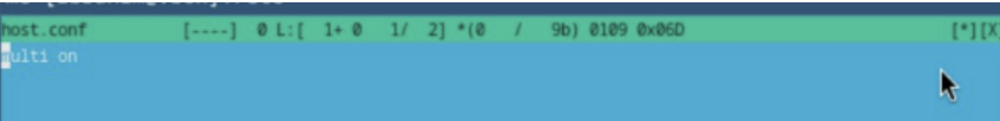 host.conf [----] 0 L:[ 1+ 0 1/ 2] *(0 / 9b) 0109 0x06D [*][X]
multi on